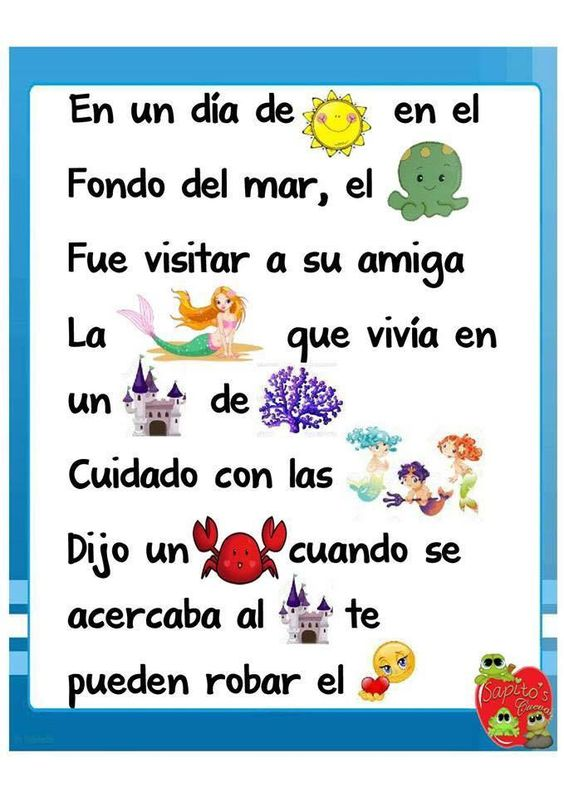 En un día de en el
Fondo del mar, el
Fue visitar a su amiga
La que vivía en
un de
Cuidado con las
Dijo un cuando se
acercaba al te
pueden robar el
Sapito's